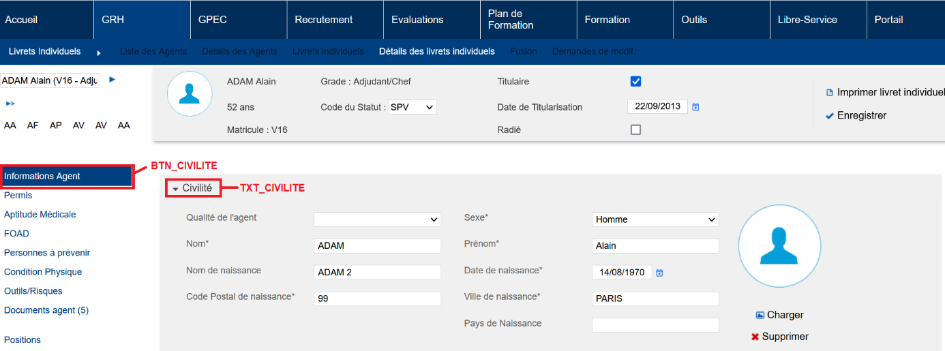 Accueil GRH GPEC Recrutement Evaluations Plan de Formation Formation Outils Libre-Service Portail
Livrets Individuels Liste des Agents Détails des Agents Livrets Individuels Détails des livrets individuels Fusion Demandes de modif.
ADAM Alain (V16 - Adju
AA AF AP AV AV AA
ADAM Alain Grade : Adjudant/Chef Titulaire
52 ans Code du Statut : SPV Date de Titularisation 22/09/2013
Matricule : V16 Radié
Imprimer livret individuel
Enregistrer
BTN_CIVILITE
Informations Agent
Civilité TXT_CIVILITE
Permis
Aptitude Médicale
FOAD
Personnes à prévenir
Condition Physique
Outils/Risques
Documents agent (5)
Positions
Qualité de l'agent Sexe* Homme
Nom* ADAM Prénom* Alain
Nom de naissance ADAM 2 Date de naissance* 14/08/1970
Code Postal de naissance* 99 Ville de naissance* PARIS
Pays de Naissance
Charger
Supprimer